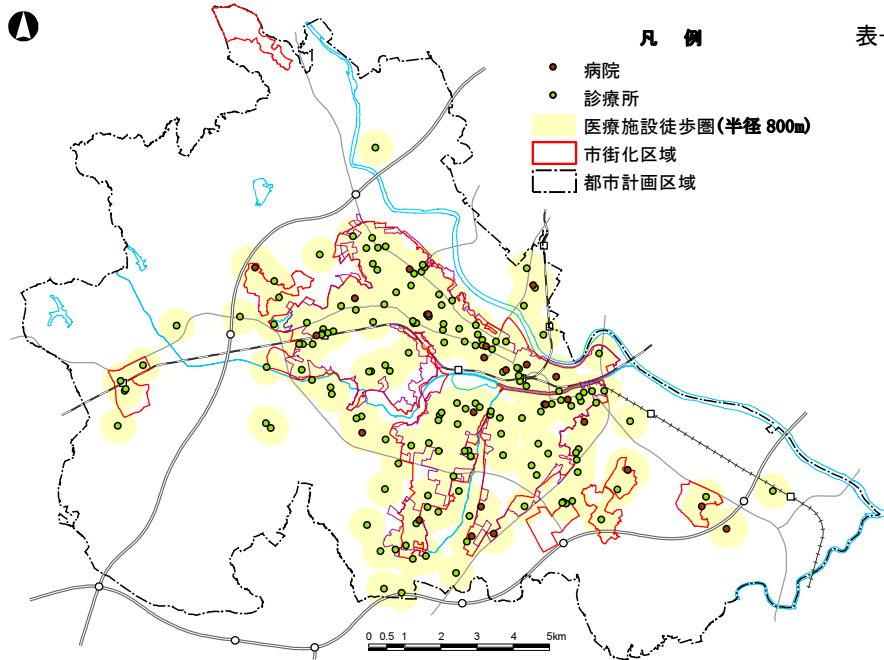 凡 例
表-
病院
診療所
医療施設徒歩圏(半径 800m)
市街化区域
都市計画区域
0 0.5 1 2 3 4 5km